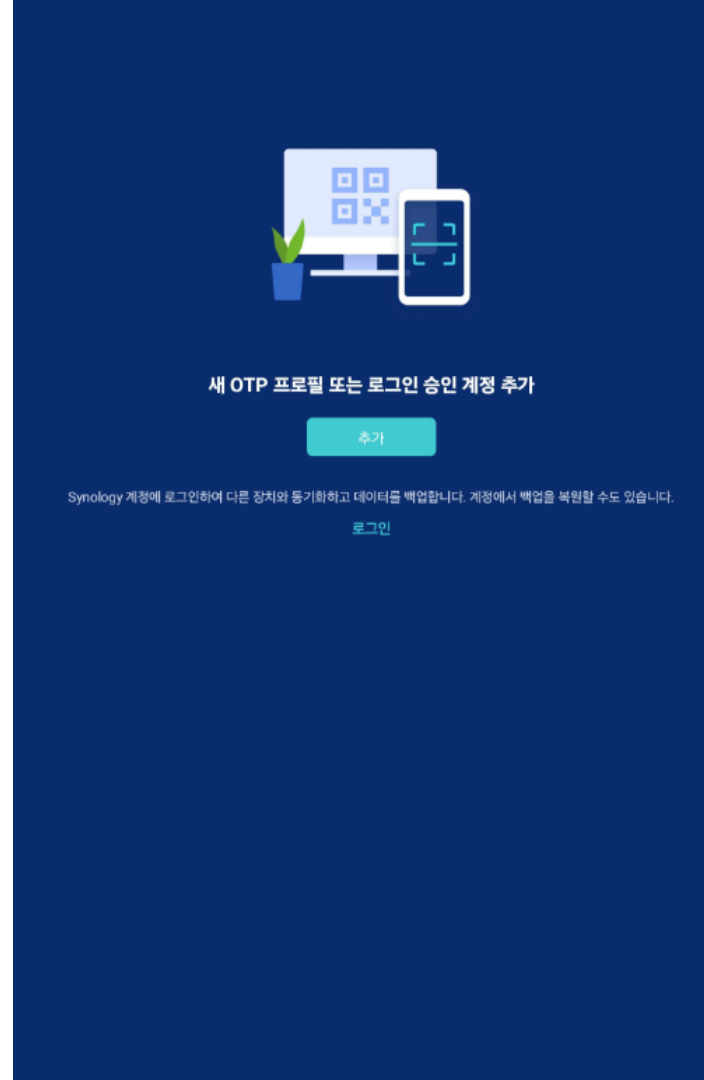 새 OTP 프로필 또는 로그인 승인 계정 추가
추가
Synology 계정에 로그인하여 다른 장치와 동기화하고 데이터를 백업합니다. 계정에서 백업을 복원할 수도 있습니다.
로그인